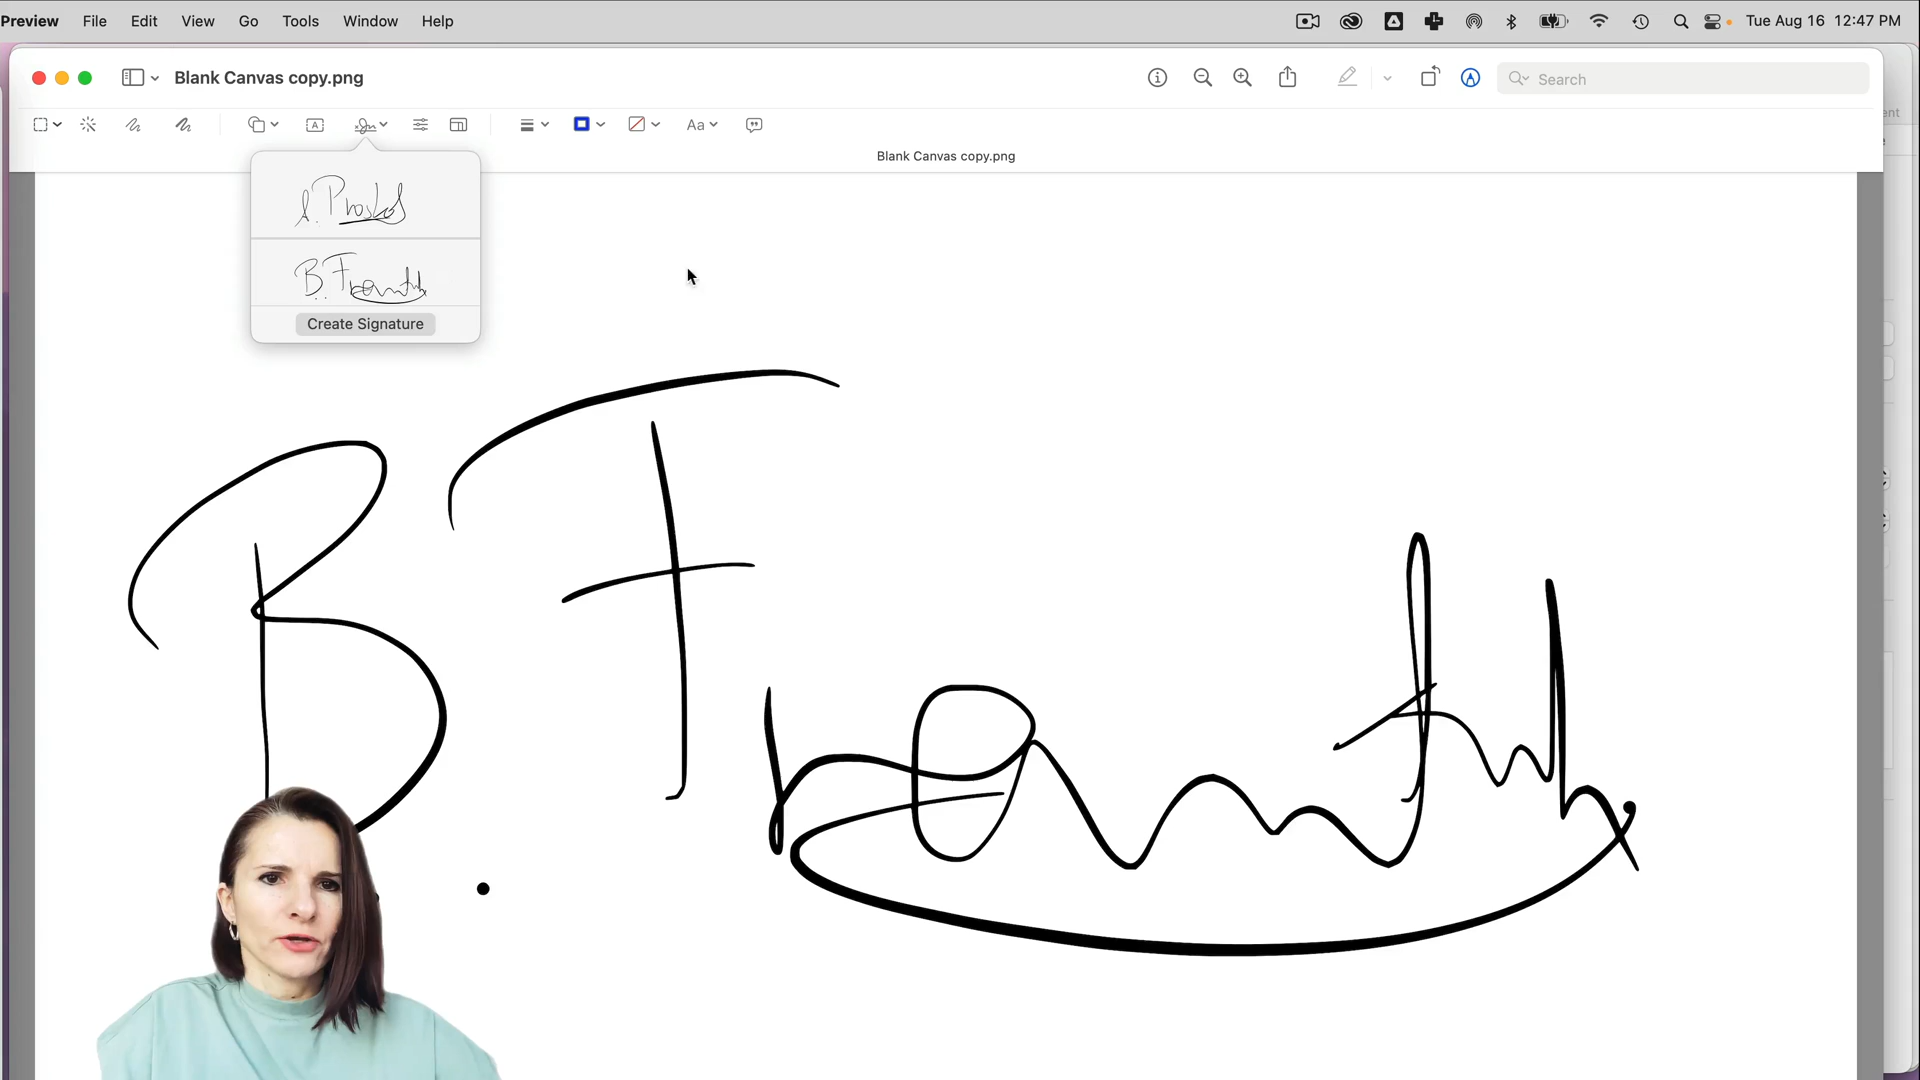 Preview File Edit View Go Tools Window Help Tue Aug 16 12:47 PM
Blank Canvas copy.png Search
A Aa
Blank Canvas copy.png
B. F
Create Signature
B. F